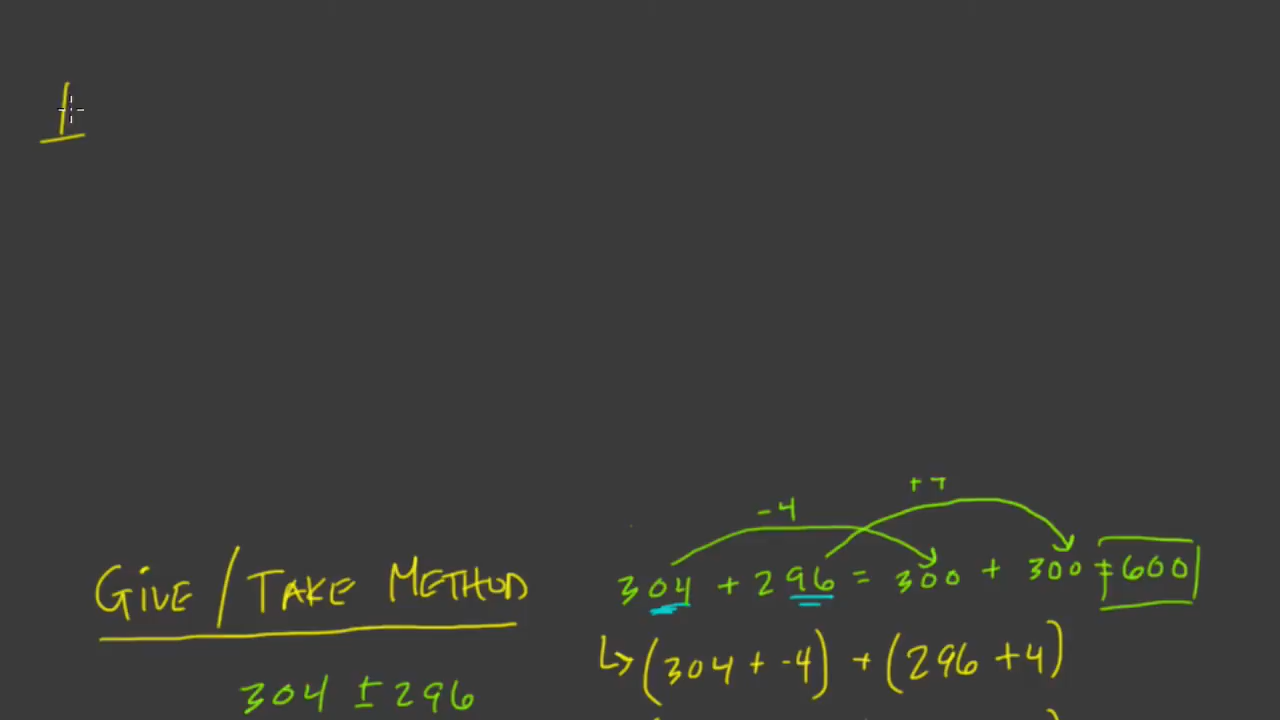 -4 +4
304 + 296 = 300 + 300 = 600
GIVE / TAKE METHOD
↳ (304 + -4) + (296 + 4)
304 ± 296